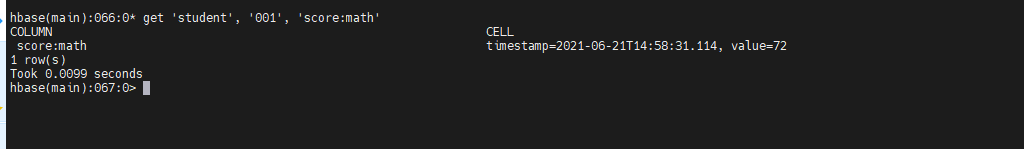 hbase(main):066:0* get 'student', '001', 'score:math'
COLUMN CELL
score:math timestamp=2021-06-21T14:58:31.114, value=72
1 row(s)
Took 0.0099 seconds
hbase(main):067:0>